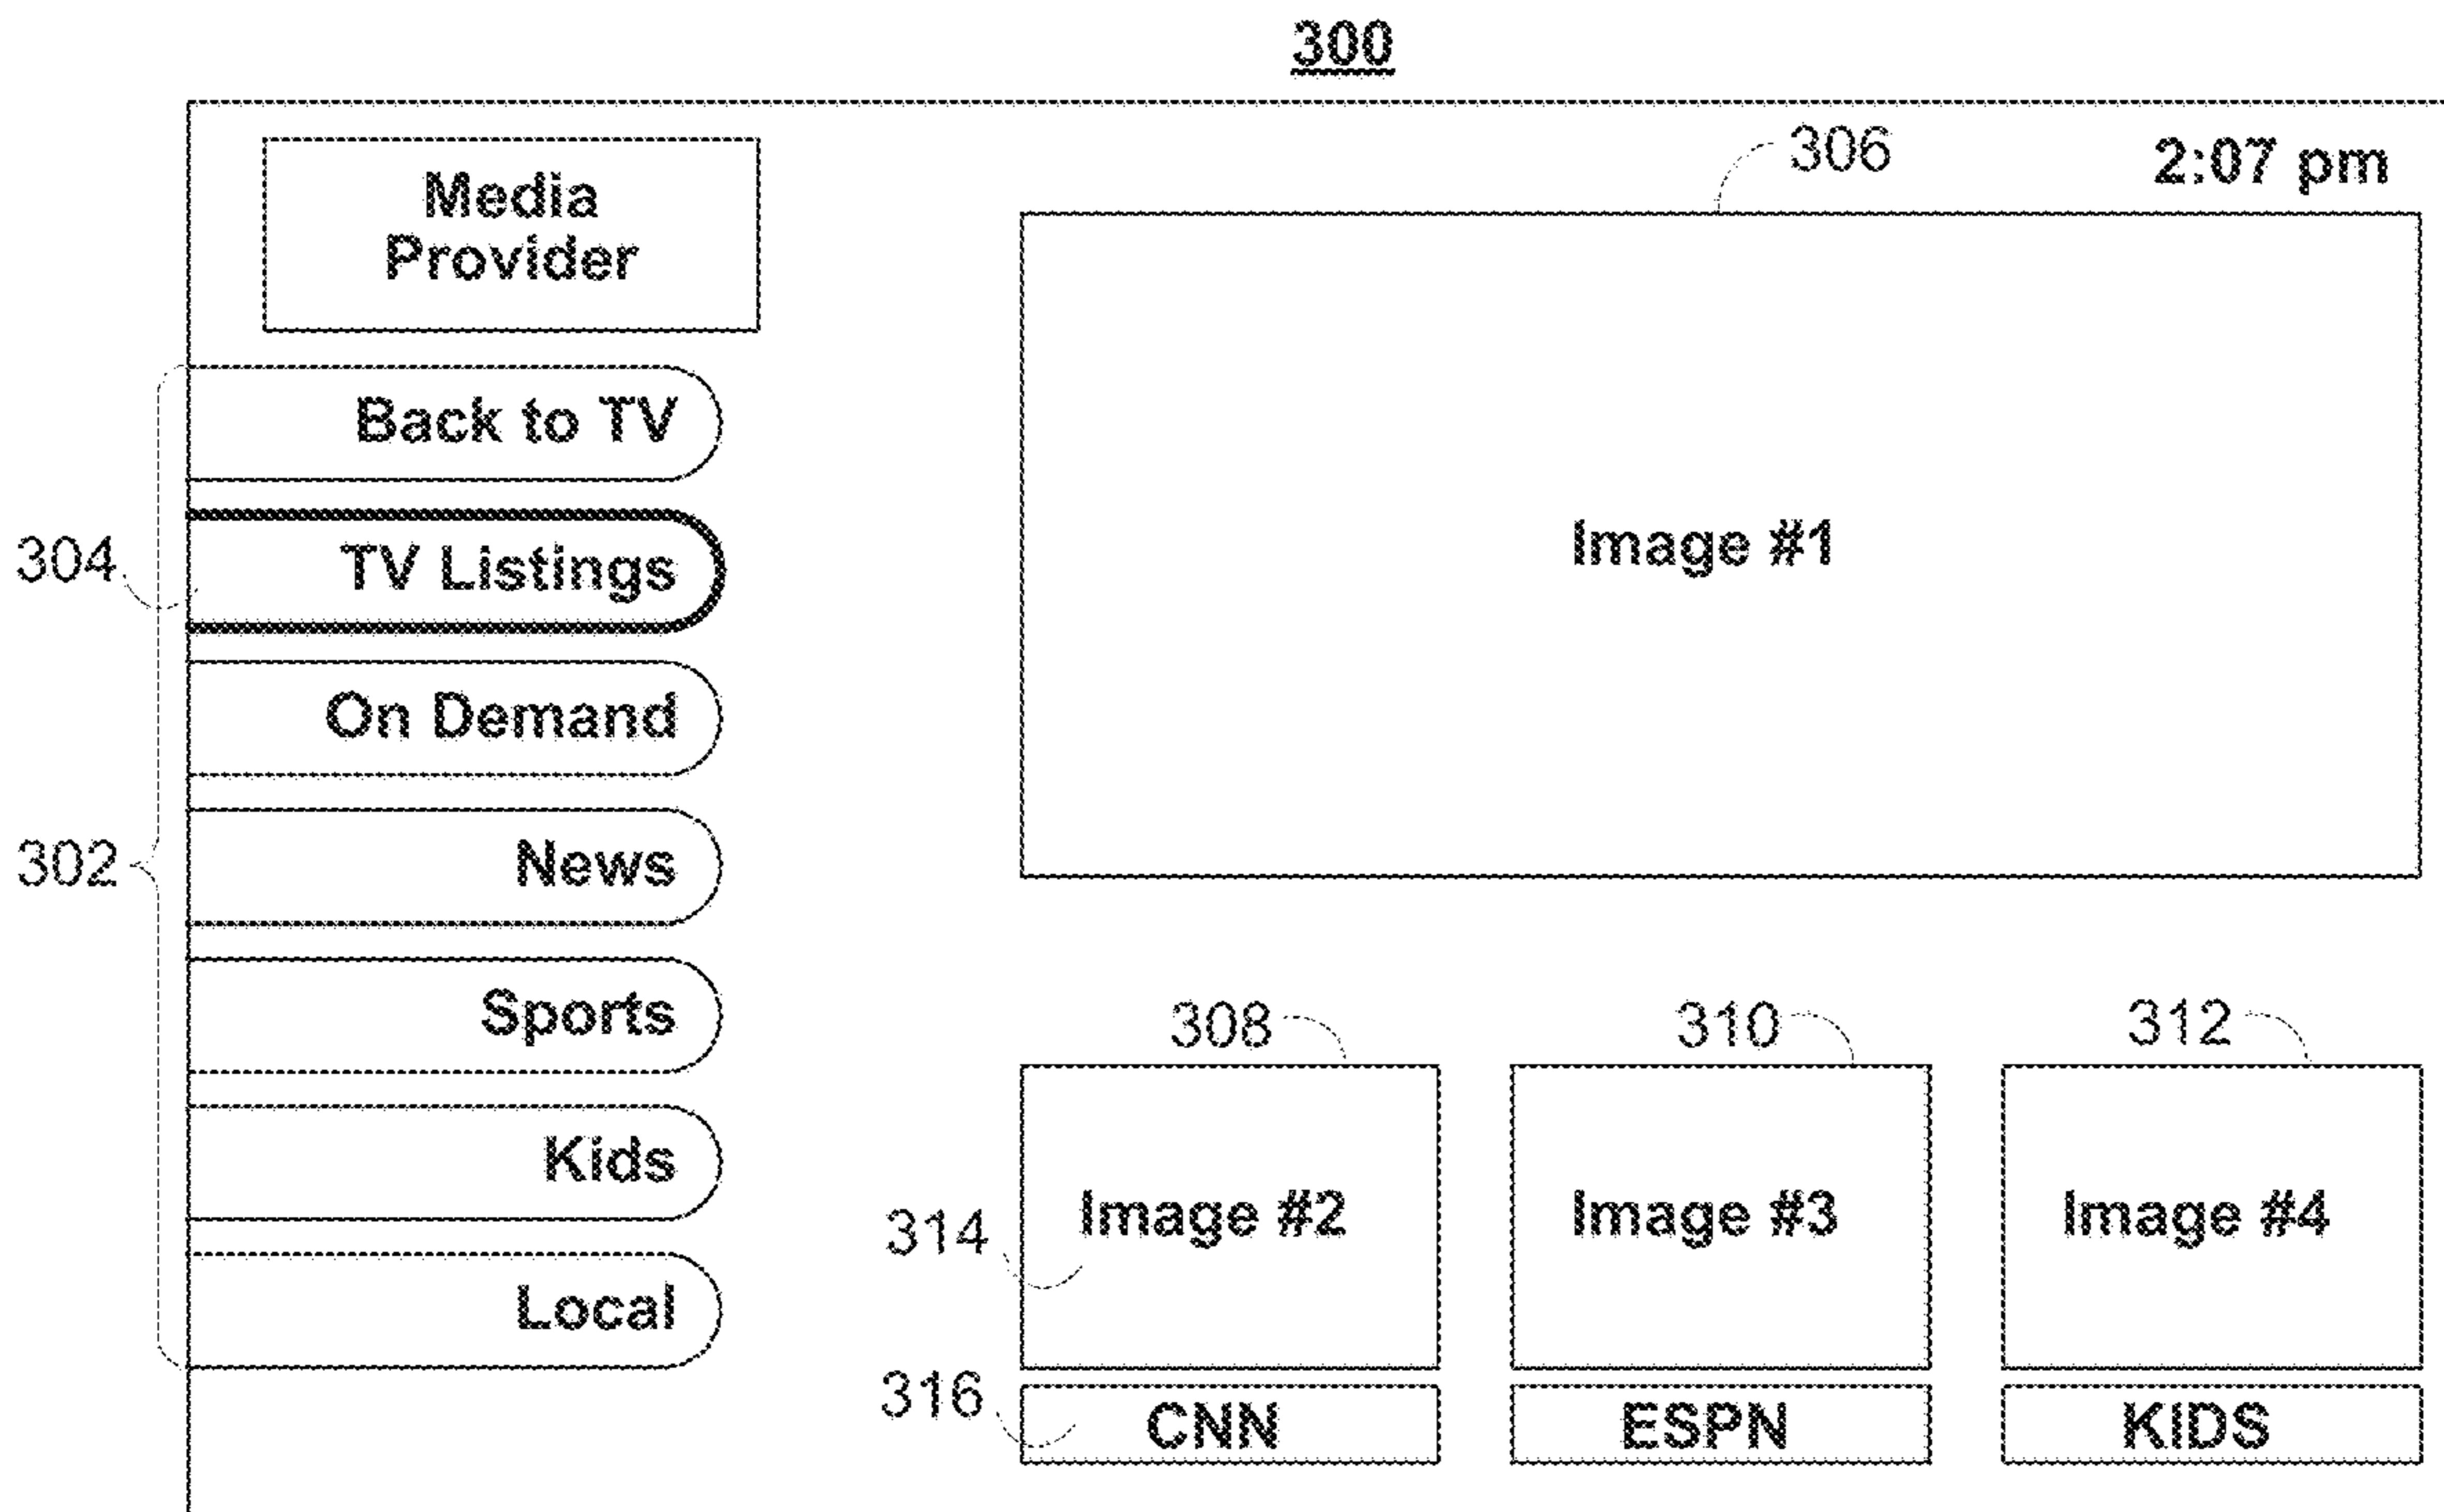 300
306
2:07 pm
Media
Provider
Image #1
Back to TV
304
TV Listings
On Demand
302
News
Sports
Kids
Local
308
310
312
314
Image #2
Image #3
Image #4
316
CNN
ESPN
KIDS